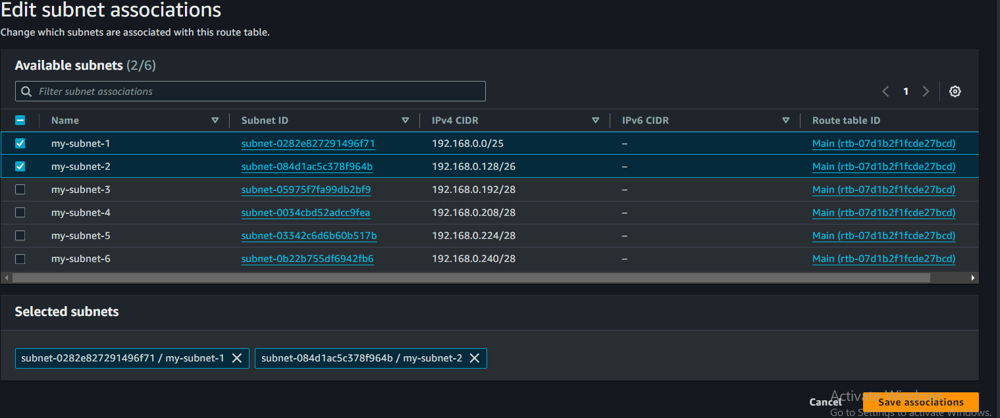 Edit subnet associations
Change which subnets are associated with this route table.
Available subnets (2/6)
Filter subnet associations
1
Name Subnet ID IPv4 CIDR IPv6 CIDR Route table ID
my-subnet-1 subnet-0282e827291496f71 192.168.0.0/25 – Main (rtb-07d1b2f1fcde27bcd)
my-subnet-2 subnet-084d1ac5c378f964b 192.168.0.128/26 – Main (rtb-07d1b2f1fcde27bcd)
my-subnet-3 subnet-05975f7fa99db2bf9 192.168.0.192/28 – Main (rtb-07d1b2f1fcde27bcd)
my-subnet-4 subnet-0034cbd52adcc9fea 192.168.0.208/28 – Main (rtb-07d1b2f1fcde27bcd)
my-subnet-5 subnet-03342c6d6b60b517b 192.168.0.224/28 – Main (rtb-07d1b2f1fcde27bcd)
my-subnet-6 subnet-0b22b755df6942fb6 192.168.0.240/28 – Main (rtb-07d1b2f1fcde27bcd)
Selected subnets
subnet-0282e827291496f71 / my-subnet-1 subnet-084d1ac5c378f964b / my-subnet-2
Activate Windows
Cancel Save associations
Go to Settings to activate Windows.